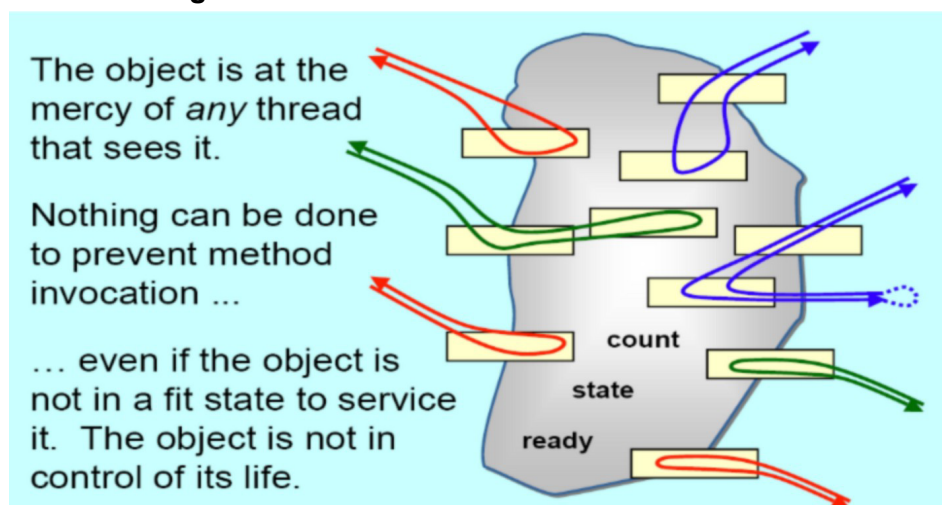 The object is at the
mercy of any thread
that sees it.
Nothing can be done
to prevent method
invocation ...
... even if the object is
not in a fit state to service
it. The object is not in
control of its life.
count
state
ready